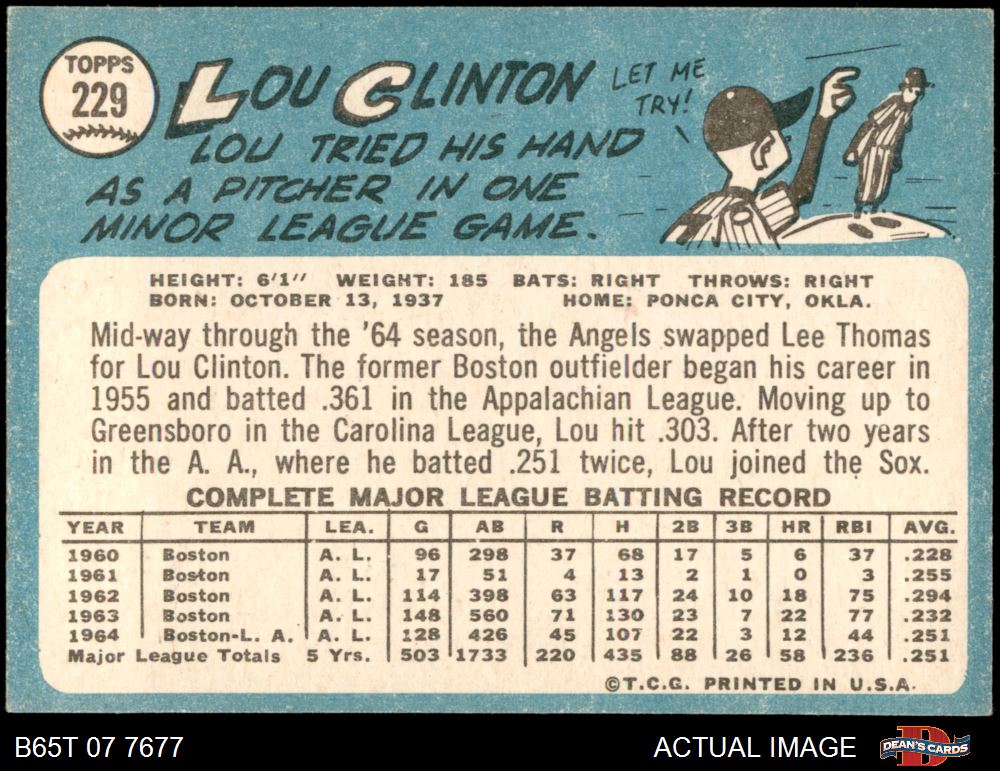 TOPPS
229
LOU CLINTON
LET ME
TRY!
LOU TRIED HIS HAND
AS A PITCHER IN ONE
MINOR LEAGUE GAME.
HEIGHT: 6'1" WEIGHT: 185 BATS: RIGHT THROWS: RIGHT
BORN: OCTOBER 13, 1937 HOME: PONCA CITY, OKLA.
Mid-way through the '64 season, the Angels swapped Lee Thomas
for Lou Clinton. The former Boston outfielder began his career in
1955 and batted .361 in the Appalachian League. Moving up to
Greensboro in the Carolina League, Lou hit .303. After two years
in the A. A., where he batted .251 twice, Lou joined the Sox.
COMPLETE MAJOR LEAGUE BATTING RECORD
YEAR TEAM LEA. G AB R H 2B 3B HR RBI AVG.
1960 Boston A. L. 96 298 37 68 17 5 6 37 .228
1961 Boston A. L. 17 51 4 13 2 1 0 3 .255
1962 Boston A. L. 114 398 63 117 24 10 18 75 .294
1963 Boston A. L. 148 560 71 130 23 7 22 77 .232
1964 Boston-L. A. A. L. 128 426 45 107 22 3 12 44 .251
Major League Totals 5 Yrs. 503 1733 220 435 88 26 58 236 .251
©T.C.G. PRINTED IN U.S.A.
B65T 07 7677 ACTUAL IMAGE DEAN'S CARDS